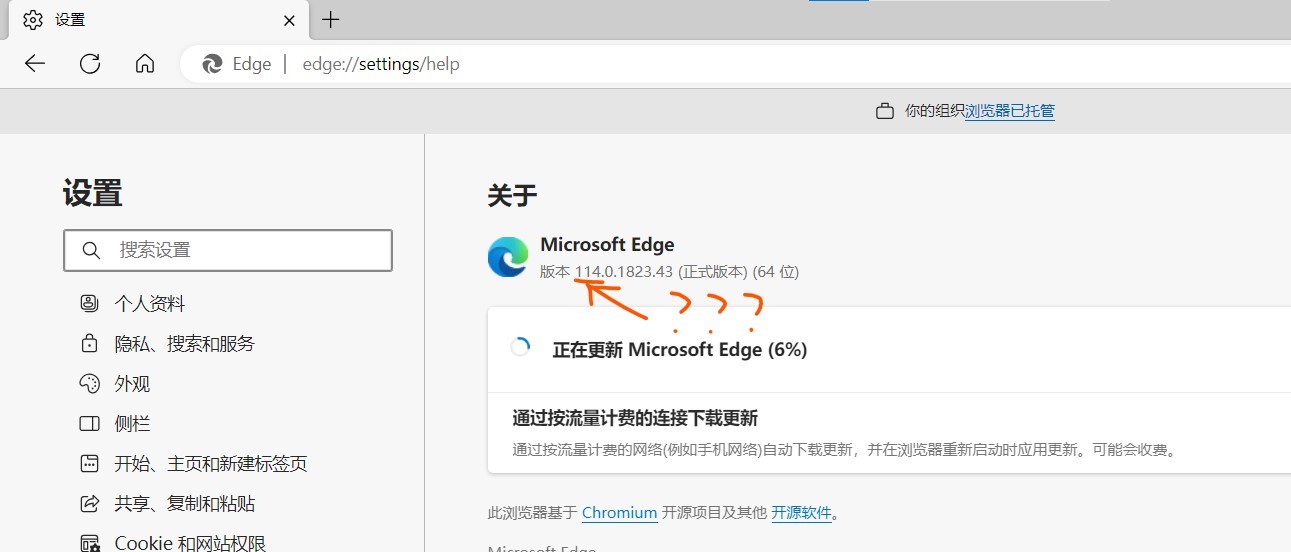 设置
Edge | edge://settings/help
你的组织浏览器已托管
设置
搜索设置
个人资料
隐私、搜索和服务
外观
侧栏
开始、主页和新建标签页
共享、复制和粘贴
Cookie 和网站权限
关于
Microsoft Edge
版本 114.0.1823.43 (正式版本) (64 位)
???
正在更新 Microsoft Edge (6%)
通过按流量计费的连接下载更新
通过按流量计费的网络(例如手机网络)自动下载更新，并在浏览器重新启动时应用更新。可能会收费。
此浏览器基于 Chromium 开源项目及其他 开源软件。
Microsoft Edge